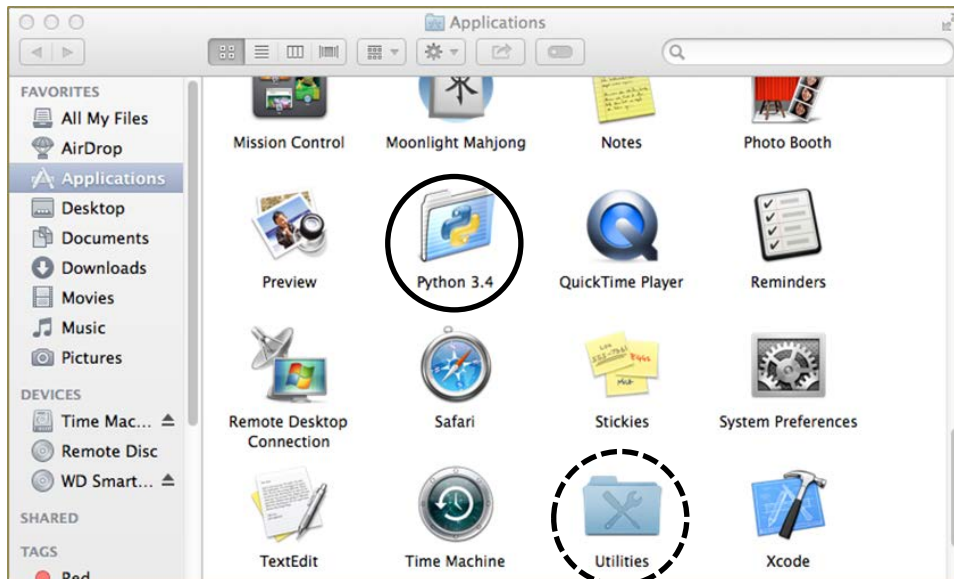 Applications
FAVORITES
All My Files
AirDrop
Applications
Desktop
Documents
Downloads
Movies
Music
Pictures
DEVICES
Time Mac...
Remote Disc
WD Smart...
SHARED
TAGS
Red
Mission Control
Moonlight Mahjong
Notes
Photo Booth
Preview
Python 3.4
QuickTime Player
Reminders
Remote Desktop
Connection
Safari
Stickies
System Preferences
TextEdit
Time Machine
Utilities
Xcode